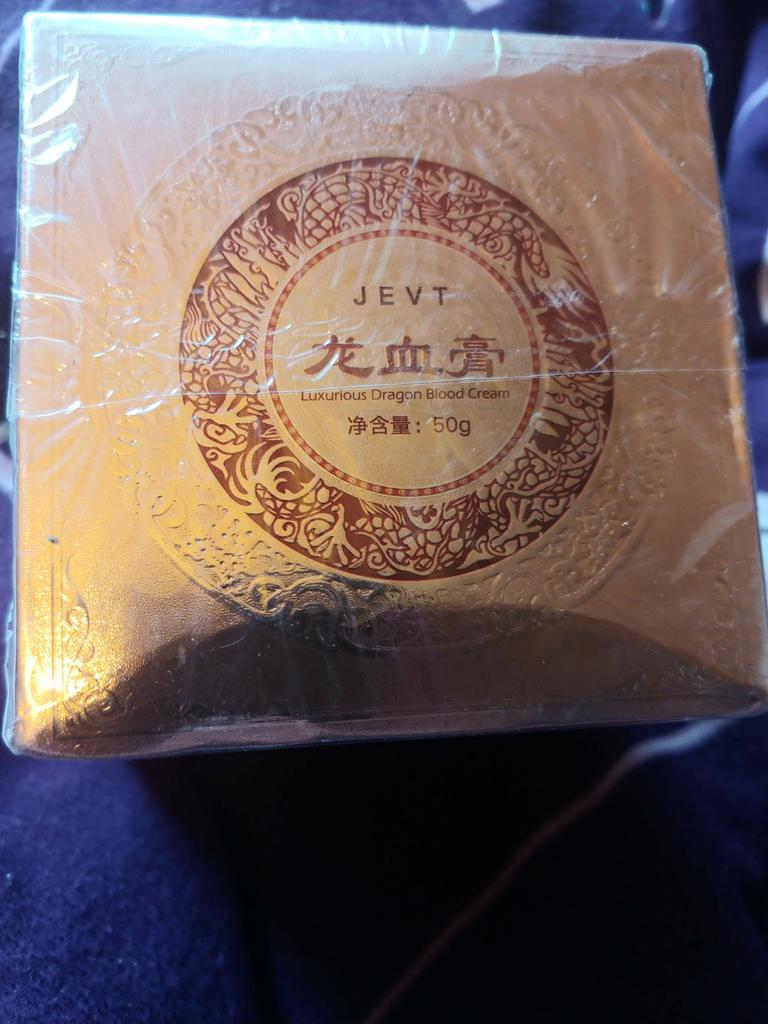 JEVT
龙血膏
Luxurious Dragon Blood Cream
净含量：50g